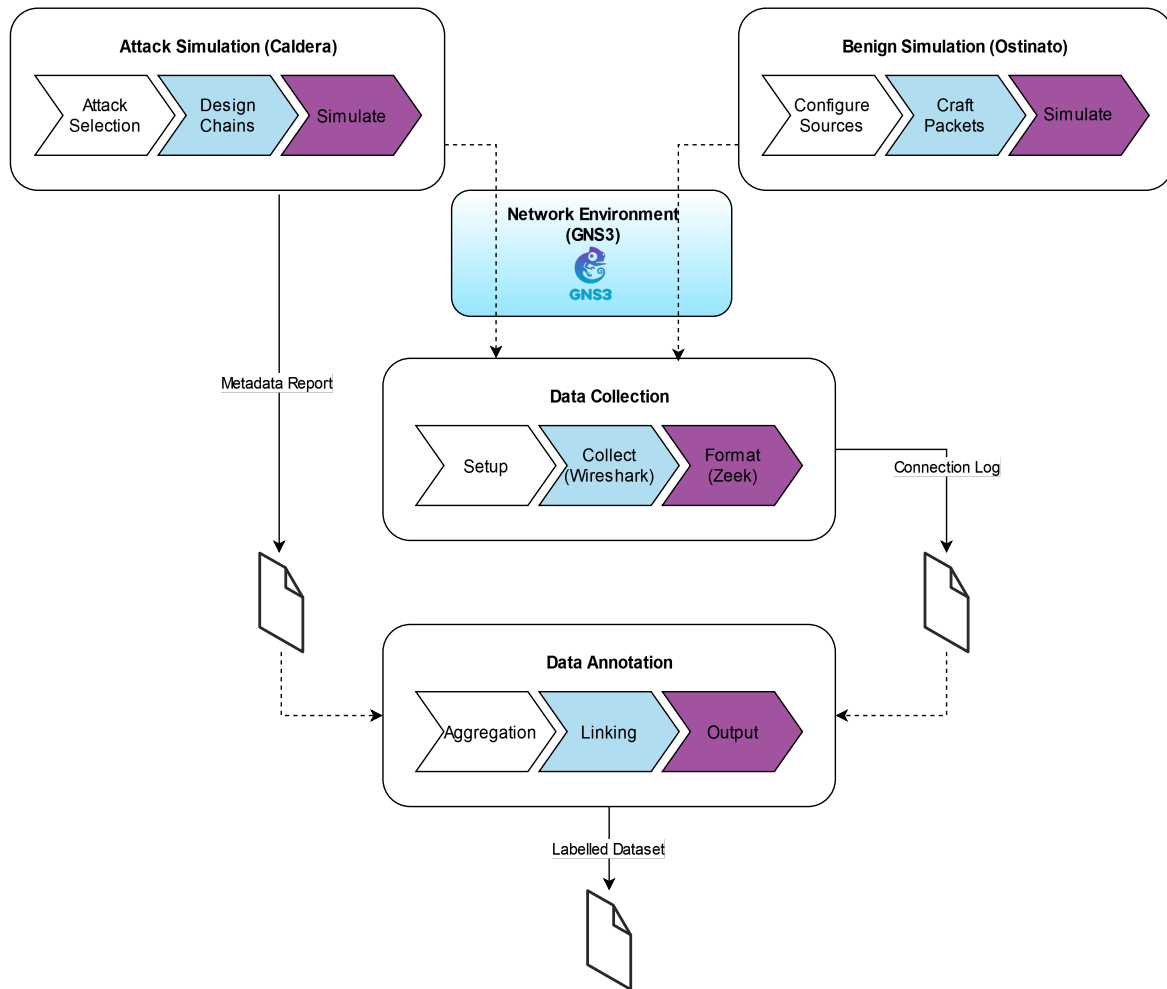 Attack Simulation (Caldera)
Attack
Selection
Design
Chains
Simulate
Benign Simulation (Ostinato)
Configure
Sources
Craft
Packets
Simulate
Network Environment
(GNS3)
GNS3
Metadata Report
Data Collection
Setup
Collect
(Wireshark)
Format
(Zeek)
Connection Log
Data Annotation
Aggregation
Linking
Output
Labelled Dataset